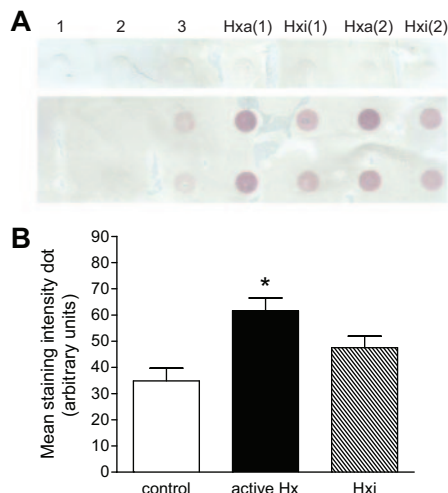 A
1 2 3 Hxa(1) Hxi(1) Hxa(2) Hxi(2)
B
Mean staining intensity dot
(arbitrary units)
90
80
70
60
50
40
30
20
10
0
*
control active Hx Hxi